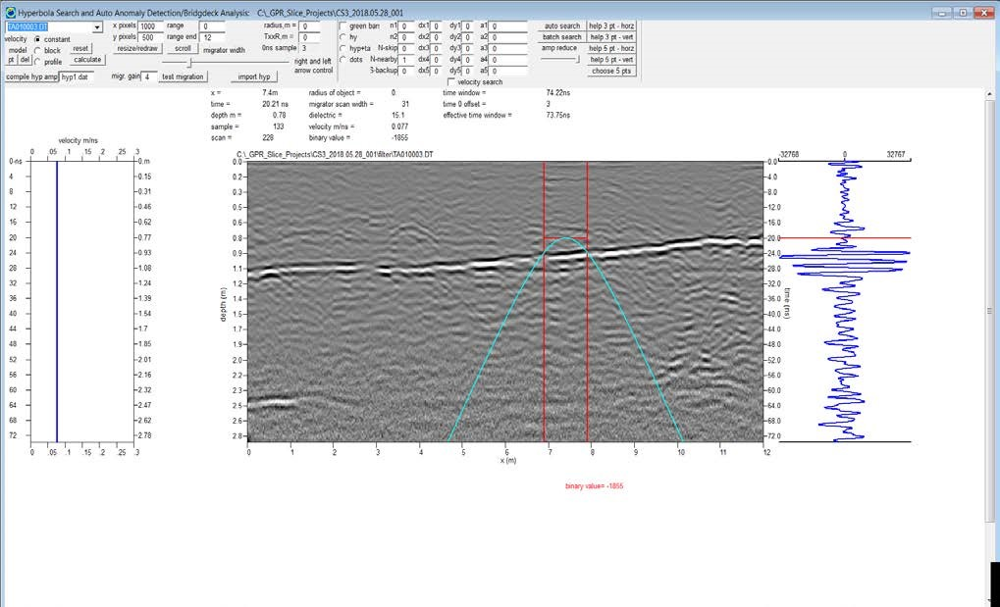 Hyperbola Search and Auto Anomaly Detection/Bridgdeck Analysis: C:\_GPR_Slice_Projects\CS3_2018.05.28_001
TA010003.DT x pixels 1000 range 0 radius,m = 0 green ban n1 0 dx1 0 dy1 0 a1 0 auto search help 3 pt - horz
velocity constant y pixels 500 range end 12 TxxR,m = 0 hy n2 0 dx2 0 dy2 0 a2 0 batch search help 3 pt - vert
model block reset resize/redraw scroll migrator width 0ns sample 3 hyp+ta N-skip 0 dx3 0 dy3 0 a3 0 amp reduce help 5 pt - horz
pt del profile calculate right and left dots N-nearby 1 dx4 0 dy4 0 a4 0 help 5 pt - vert
compile hyp amp hyp1.dat migr. gain 4 test migration import hyp arrow control S-backup 0 dx5 0 dy5 0 a5 0 choose 5 pts
velocity search
x = 7.4m radius of object = 0. time window = 74.22ns
time = 20.21 ns migrator scan width = 31 time 0 offset = 3
depth m = 0.78 dielectric = 15.1 effective time window = 73.75ns
sample = 133 velocity m/ns = 0.077
scan = 228 binary value = -1855
velocity m/ns
C:\_GPR_Slice_Projects\CS3_2018.05.28_001\filter\TA010003.DT
0 .05 .1 .15 .2 .25 .3
-32768 0 32767
0-ns 0.m 0.0 0.0
4 0.15 0.2 4.0
8 0.31 0.3 8.0
12 0.46 0.5 12.0
16 0.62 0.6 16.0
20 0.77 0.8 20.0
24 0.93 0.9 24.0
28 1.08 1.1 28.0
32 1.24 1.2 32.0
36 1.39 1.4 36.0
40 1.54 1.5 40.0
44 1.7 1.7 44.0
48 1.85 1.8 48.0
52 2.01 2.0 52.0
56 2.16 2.2 56.0
60 2.32 2.3 60.0
64 2.47 2.5 64.0
68 2.62 2.6 68.0
72 2.78 2.8 72.0
depth (m)
time (ns)
0 .05 .1 .15 .2 .25 .3
0 1 2 3 4 5 6 7 8 9 10 11 12
x (m)
binary value= -1855